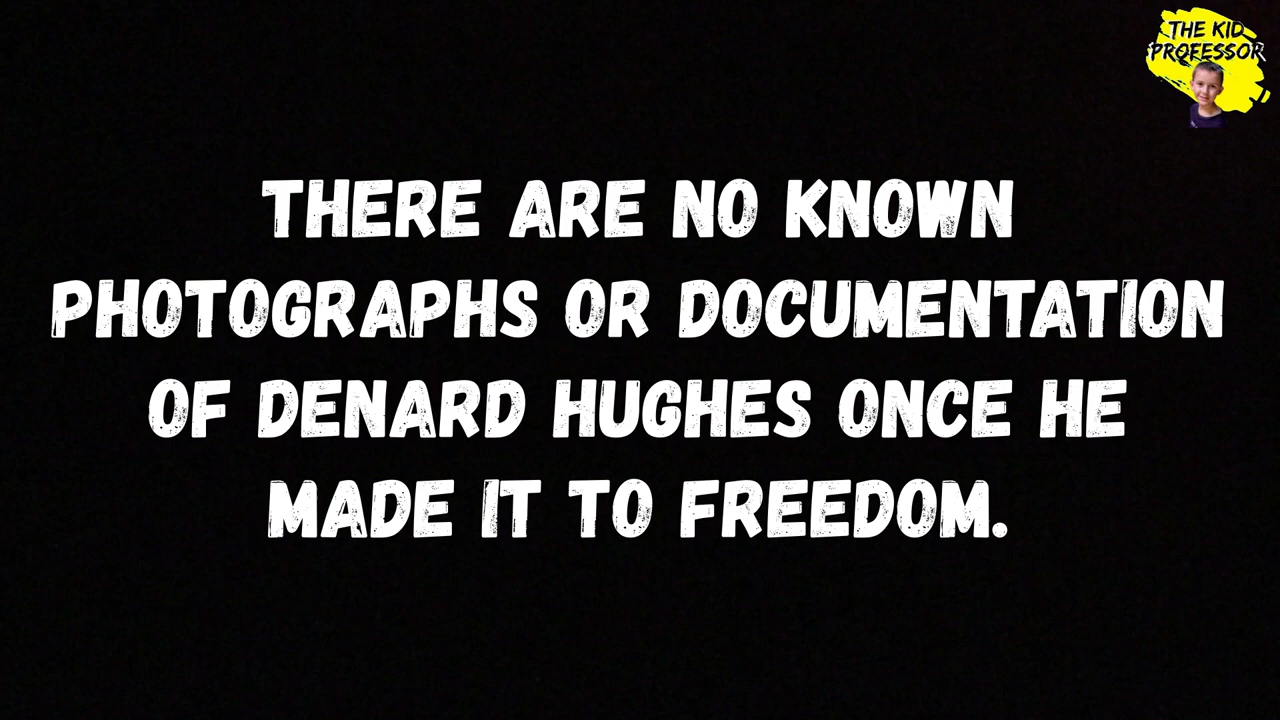 THE KID
PROFESSOR
THERE ARE NO KNOWN
PHOTOGRAPHS OR DOCUMENTATION
OF DENARD HUGHES ONCE HE
MADE IT TO FREEDOM.